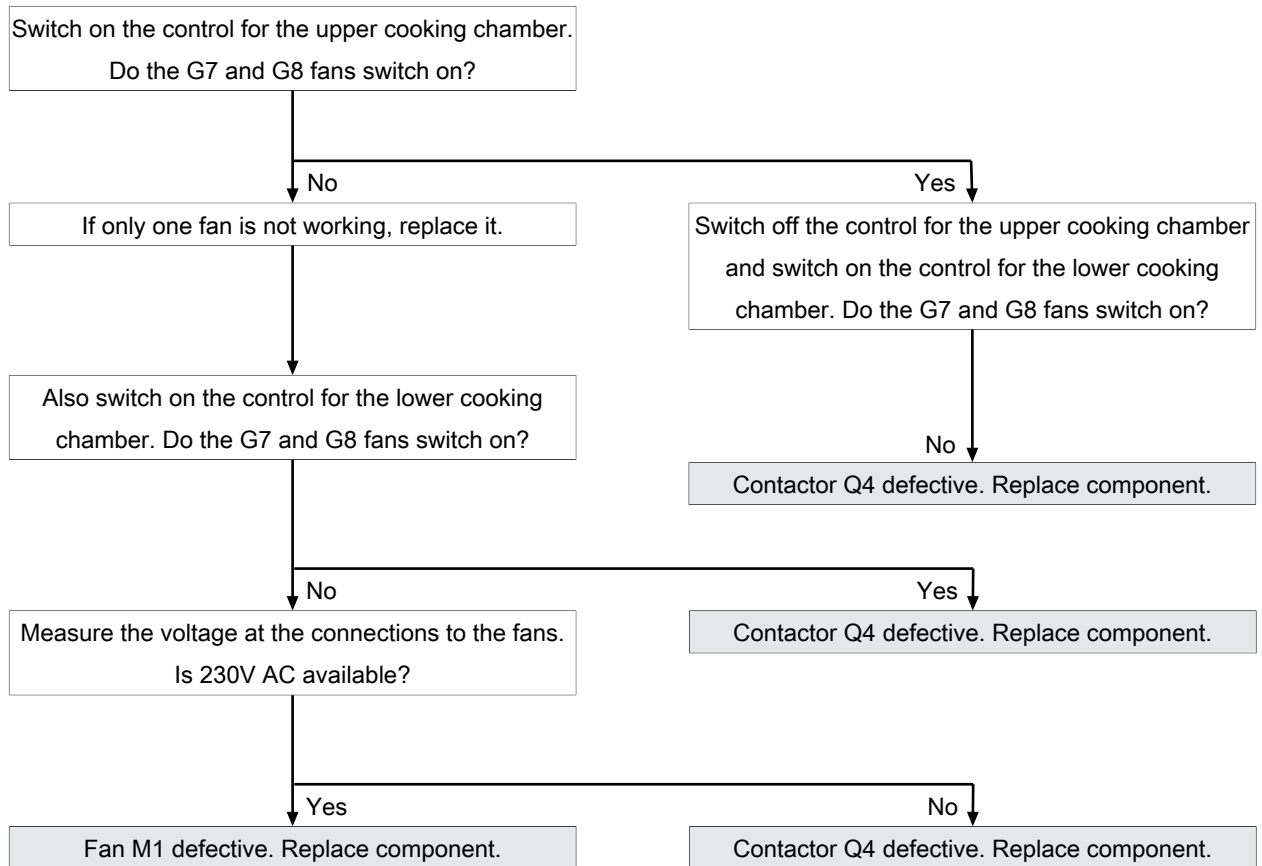 Switch on the control for the upper cooking chamber.
Do the G7 and G8 fans switch on?
No
Yes
If only one fan is not working, replace it.
Switch off the control for the upper cooking chamber
and switch on the control for the lower cooking
chamber. Do the G7 and G8 fans switch on?
Also switch on the control for the lower cooking
chamber. Do the G7 and G8 fans switch on?
No
Contactor Q4 defective. Replace component.
No
Yes
Measure the voltage at the connections to the fans.
Is 230V AC available?
Contactor Q4 defective. Replace component.
Yes
No
Fan M1 defective. Replace component.
Contactor Q4 defective. Replace component.